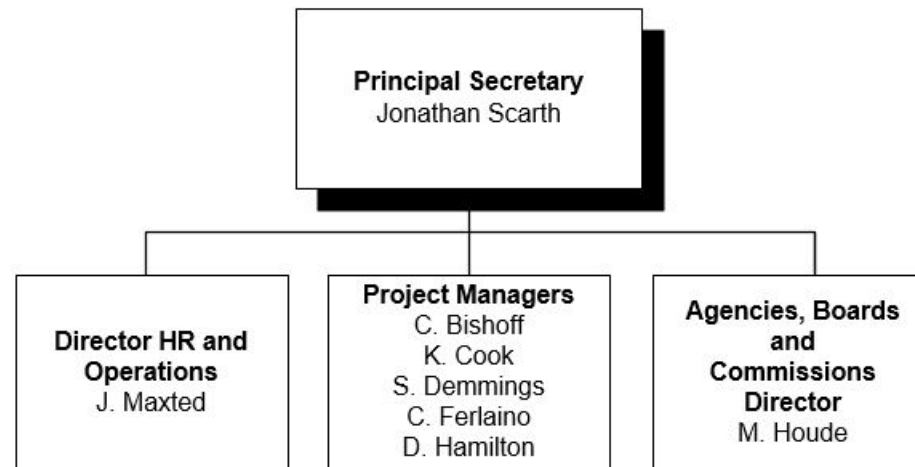 Principal Secretary
Jonathan Scarth
Director HR and
Operations
J. Maxted
Project Managers
C. Bishoff
K. Cook
S. Demmings
C. Ferlaino
D. Hamilton
Agencies, Boards
and
Commissions
Director
M. Houde